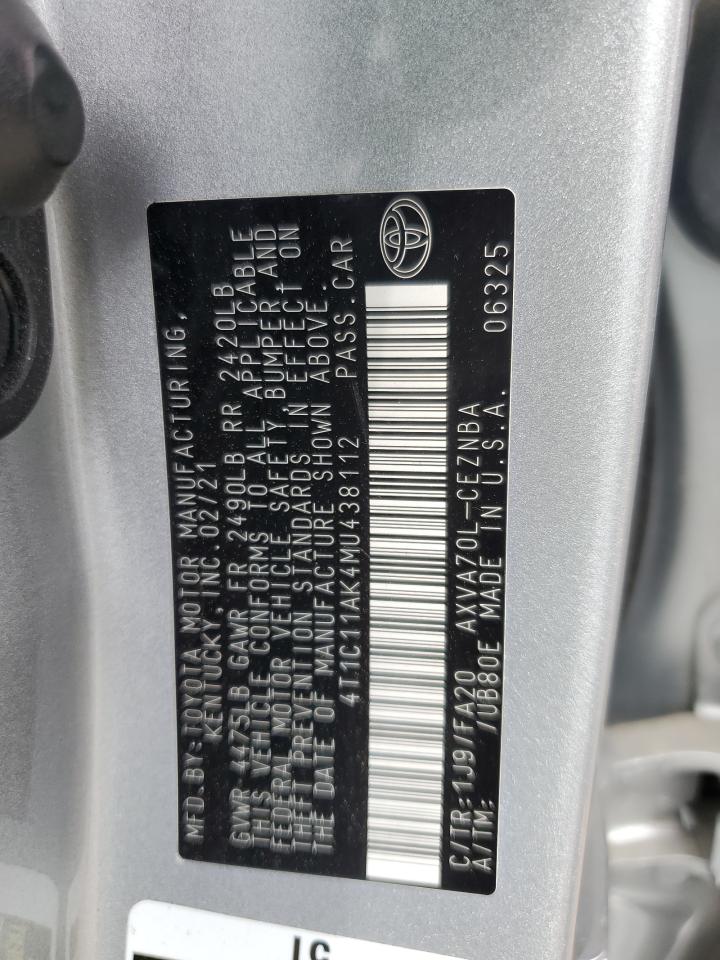 MFD.BY:TOYOTA MOTOR MANUFACTURING,
KENTUCKY,INC.02/21
GVWR 4475LB GAWR FR 2490LB RR 2420LB
THIS VEHICLE CONFORMS TO ALL APPLICABLE
FEDERAL MOTOR VEHICLE SAFETY,BUMPER,AND
THEFT PREVENTION STANDARDS IN EFFECT ON
THE DATE OF MANUFACTURE SHOWN ABOVE.
4T1C11AK4MU438112 PASS.CAR
C/TR:1J9/FA20 AXVA70L-CEZNBA
A/TM: /UB80E MADE IN U.S.A. 06325